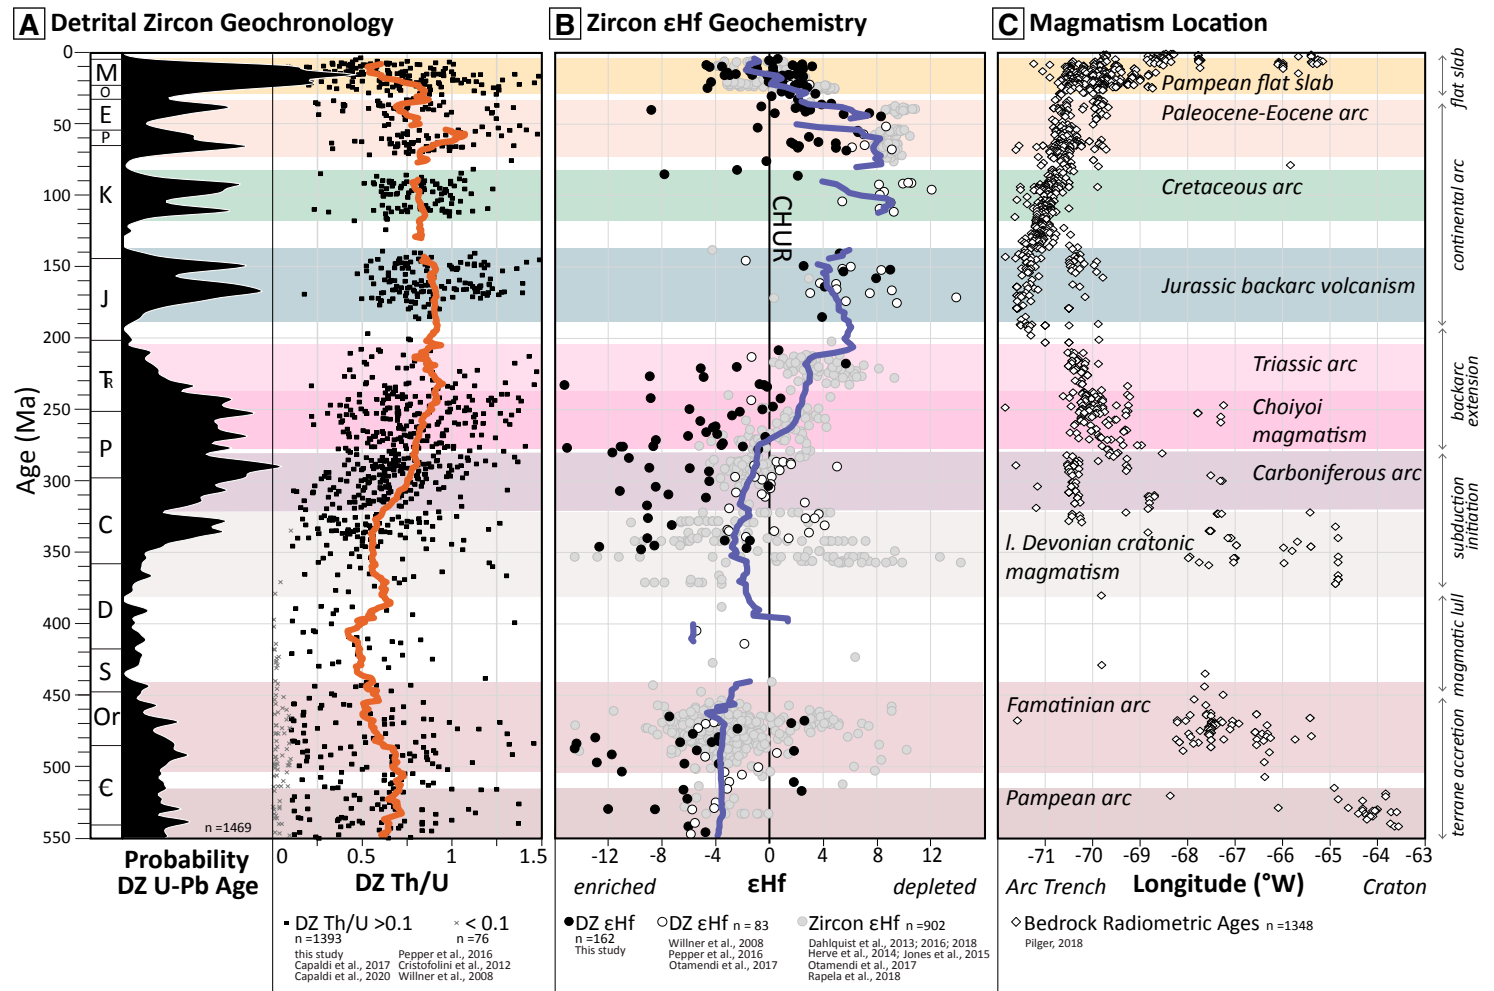 A Detrital Zircon Geochronology
B Zircon εHf Geochemistry
C Magmatism Location
Age (Ma)
0
50
100
150
200
250
300
350
400
450
500
550
M
O
E
P
K
J
TR
P
C
D
S
Or
Є
n =1469
CHUR
Pampean flat slab
Paleocene-Eocene arc
Cretaceous arc
Jurassic backarc volcanism
Triassic arc
Choiyoi
magmatism
Carboniferous arc
l. Devonian cratonic
magmatism
Famatinian arc
Pampean arc
flat slab
continental arc
backarc
extension
subduction
initiation
magmatic lull
terrane accretion
Probability
DZ U-Pb Age
0 0.5 1 1.5
DZ Th/U
-12 -8 -4 0 4 8 12
enriched εHf depleted
-71 -70 -69 -68 -67 -66 -65 -64 -63
Arc Trench Longitude (°W) Craton
DZ Th/U >0.1
n =1393
this study
Capaldi et al., 2017
Capaldi et al., 2020
< 0.1
n =76
Pepper et al., 2016
Cristofolini et al., 2012
Willner et al., 2008
DZ εHf
n =162
This study
DZ εHf n = 83
Willner et al., 2008
Pepper et al., 2016
Otamendi et al., 2017
Zircon εHf n =902
Dahlquist et al., 2013; 2016; 2018
Herve et al., 2014; Jones et al., 2015
Otamendi et al., 2017
Rapela et al., 2018
Bedrock Radiometric Ages n =1348
Pilger, 2018